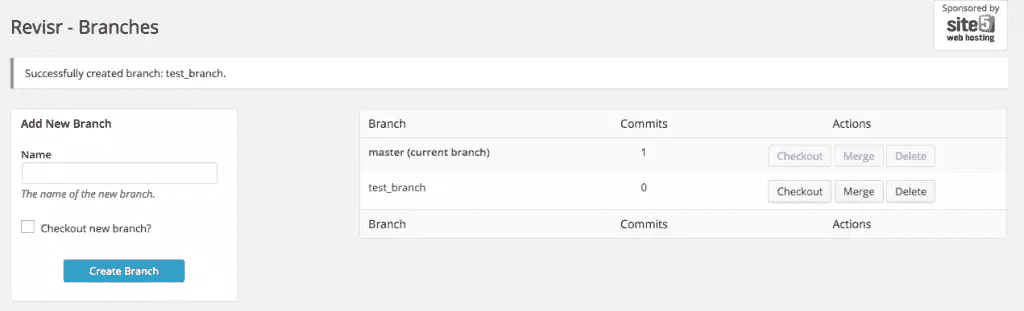 Revisr - Branches
Sponsored by
site5
web hosting
Successfully created branch: test_branch.
Add New Branch
Name
The name of the new branch.
Checkout new branch?
Create Branch
Branch Commits Actions
master (current branch) 1 Checkout Merge Delete
test_branch 0 Checkout Merge Delete
Branch Commits Actions